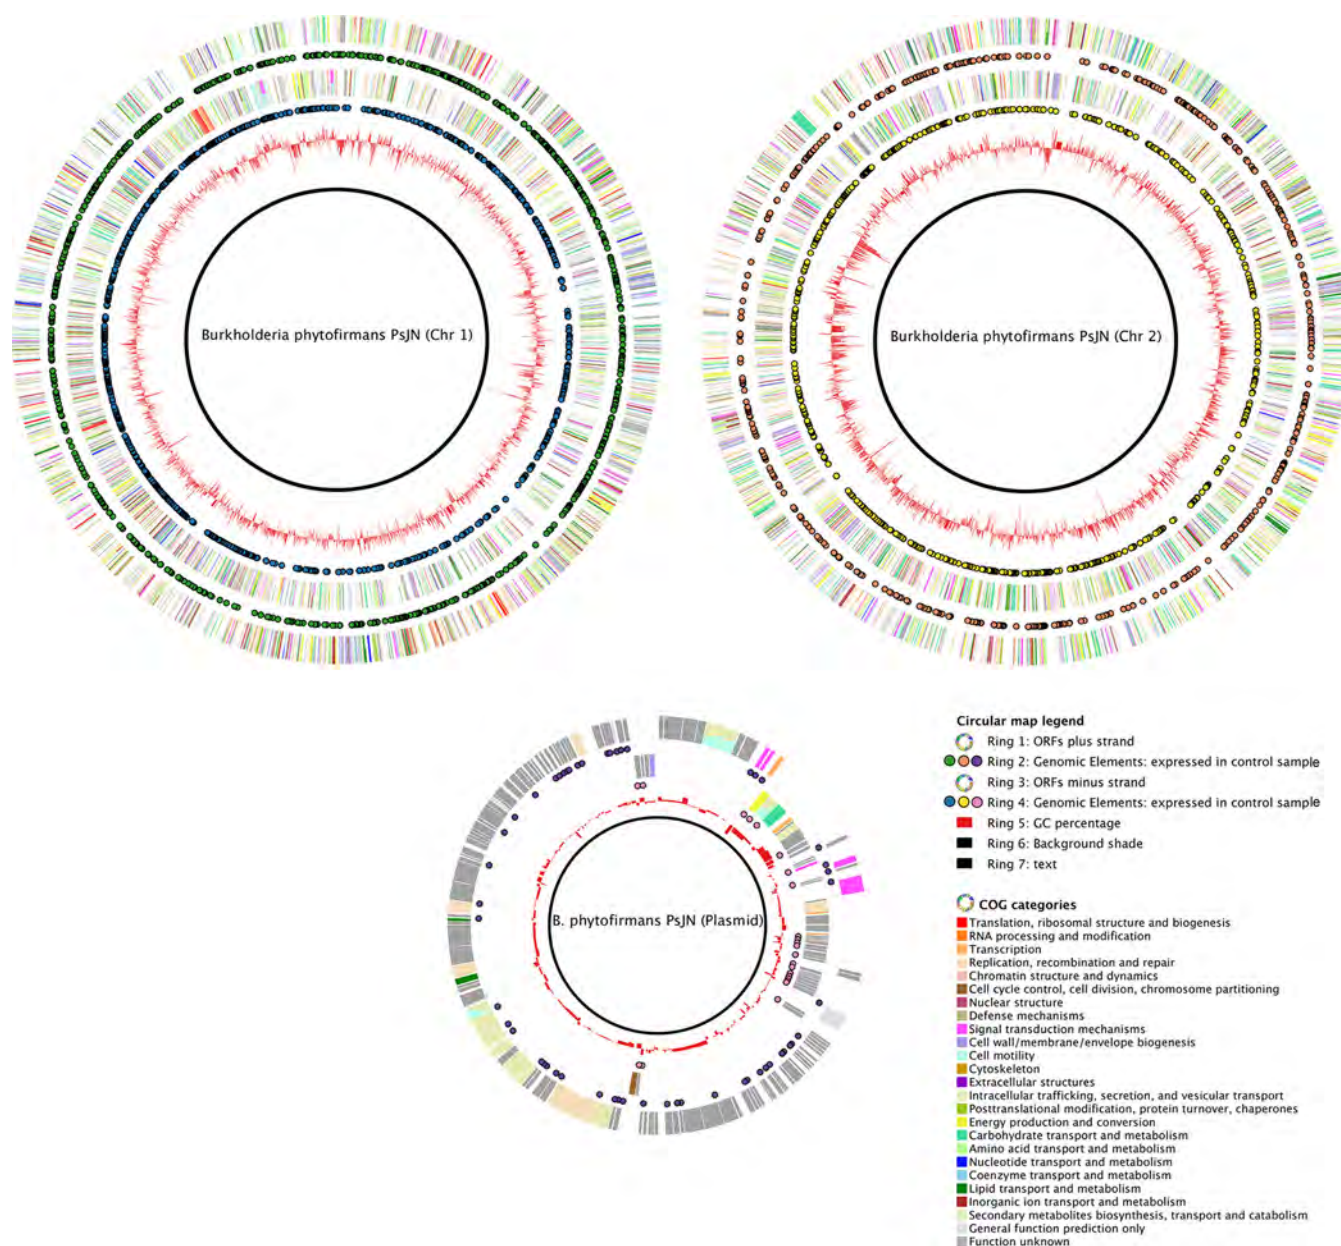 Burkholderia phytofirmans PsJN (Chr 1)
Burkholderia phytofirmans PsJN (Chr 2)
B. phytofirmans PsJN (Plasmid)
Circular map legend
Ring 1: ORFs plus strand
Ring 2: Genomic Elements: expressed in control sample
Ring 3: ORFs minus strand
Ring 4: Genomic Elements: expressed in control sample
Ring 5: GC percentage
Ring 6: Background shade
Ring 7: text
COG categories
Translation, ribosomal structure and biogenesis
RNA processing and modification
Transcription
Replication, recombination and repair
Chromatin structure and dynamics
Cell cycle control, cell division, chromosome partitioning
Nuclear structure
Defense mechanisms
Signal transduction mechanisms
Cell wall/membrane/envelope biogenesis
Cell motility
Cytoskeleton
Extracellular structures
Intracellular trafficking, secretion, and vesicular transport
Posttranslational modification, protein turnover, chaperones
Energy production and conversion
Carbohydrate transport and metabolism
Amino acid transport and metabolism
Nucleotide transport and metabolism
Coenzyme transport and metabolism
Lipid transport and metabolism
Inorganic ion transport and metabolism
Secondary metabolites biosynthesis, transport and catabolism
General function prediction only
Function unknown